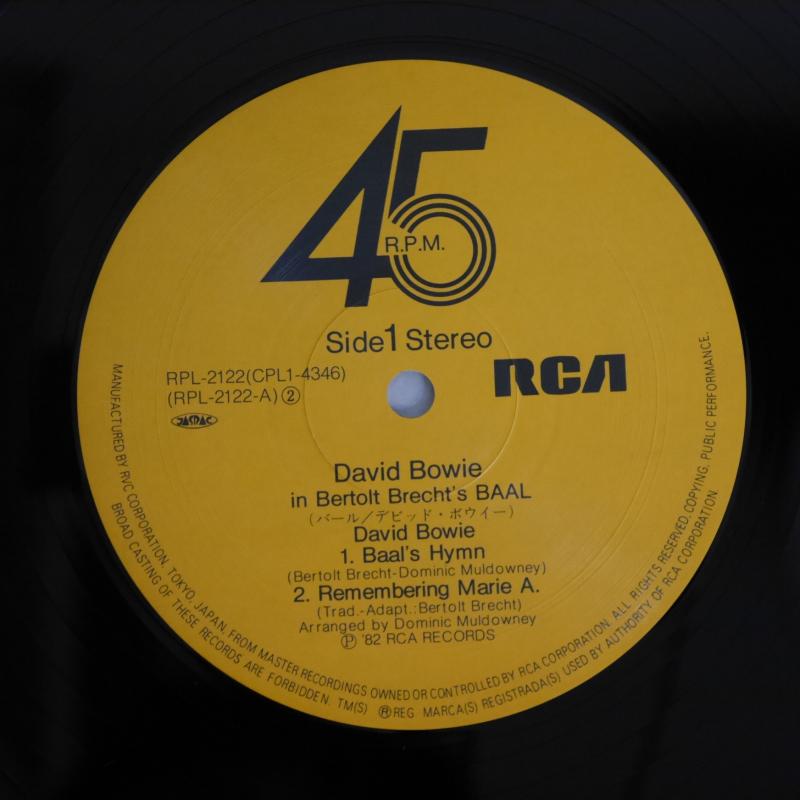 45
R.P.M.
Side1 Stereo
RCA
RPL-2122(CPL1-4346)
(RPL-2122-A)②
JASRAC
David Bowie
in Bertolt Brecht's BAAL
(バール/デビッド・ボウイー)
David Bowie
1. Baal's Hymn
(Bertolt Brecht-Dominic Muldowney)
2. Remembering Marie A.
(Trad.-Adapt.:Bertolt Brecht)
Arranged by Dominic Muldowney
Ⓟ '82 RCA RECORDS
MANUFACTURED BY RVC CORPORATION, TOKYO, JAPAN, FROM MASTER RECORDINGS OWNED OR CONTROLLED BY RCA CORPORATION. ALL RIGHTS RESERVED. COPYING, PUBLIC PERFORMANCE.
BROAD CASTING OF THESE RECORDS ARE FORBIDDEN. TM(S) ®REG. MARCA(S) REGISTRADA(S) USED BY AUTHORITY OF RCA CORPORATION.